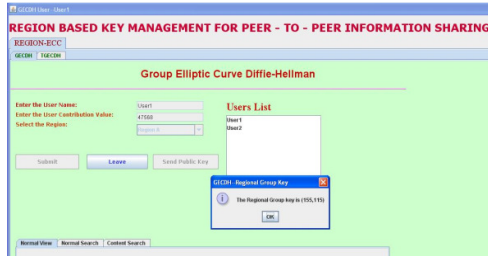 GECDH User -User1
REGION BASED KEY MANAGEMENT FOR PEER - TO - PEER INFORMATION SHARING
REGION-ECC
GECDH TGECDH
Group Elliptic Curve Diffie-Hellman
Enter the User Name: User1
Enter the User Contribution Value: 47568
Select the Region:
Users List
User1
User2
Submit Leave Send Public Key
GECDH -Regional Group Key
The Regional Group key is (155,115)
OK
Normal View Normal Search Content Search